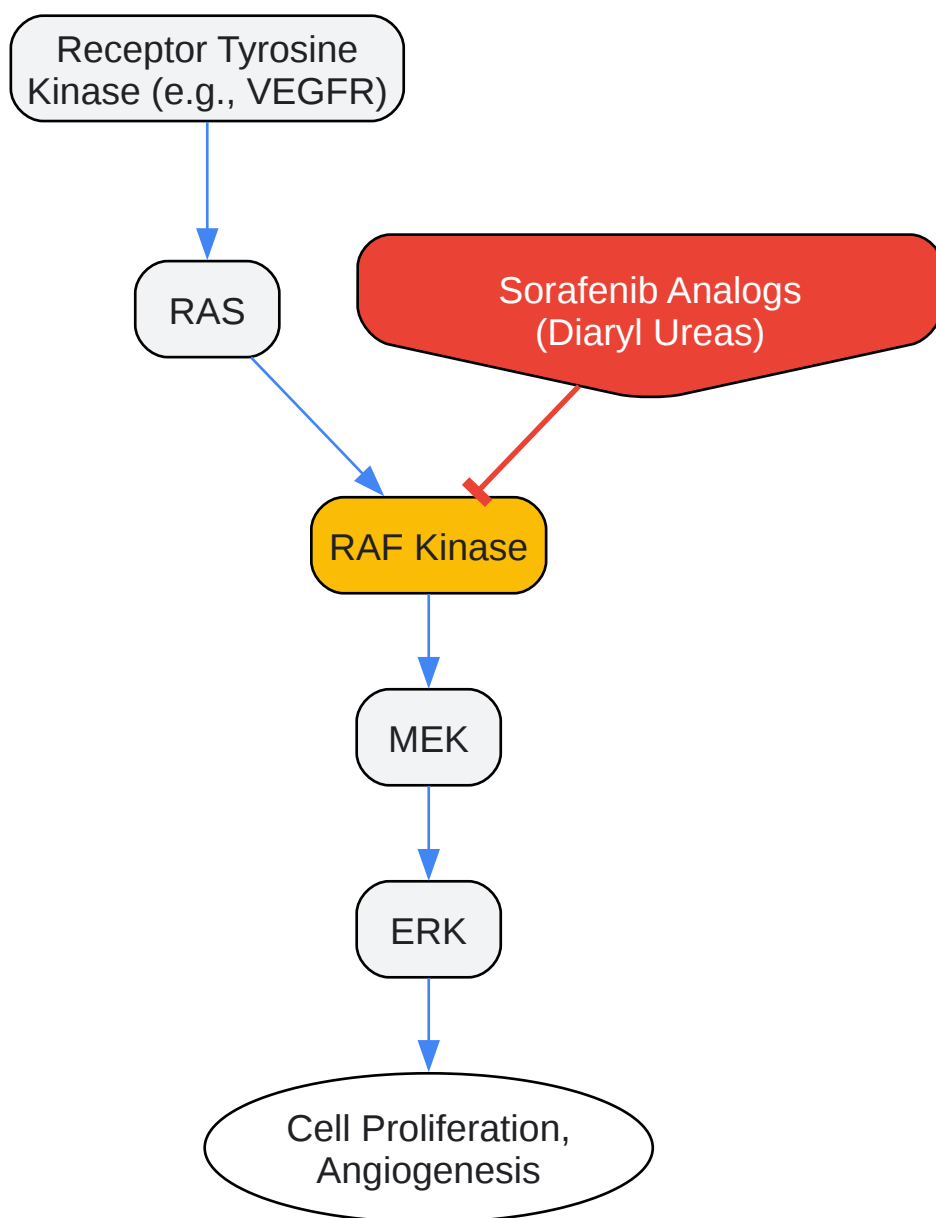 Receptor Tyrosine
Kinase (e.g., VEGFR)
RAS
Sorafenib Analogs
(Diaryl Ureas)
RAF Kinase
MEK
ERK
Cell Proliferation,
Angiogenesis